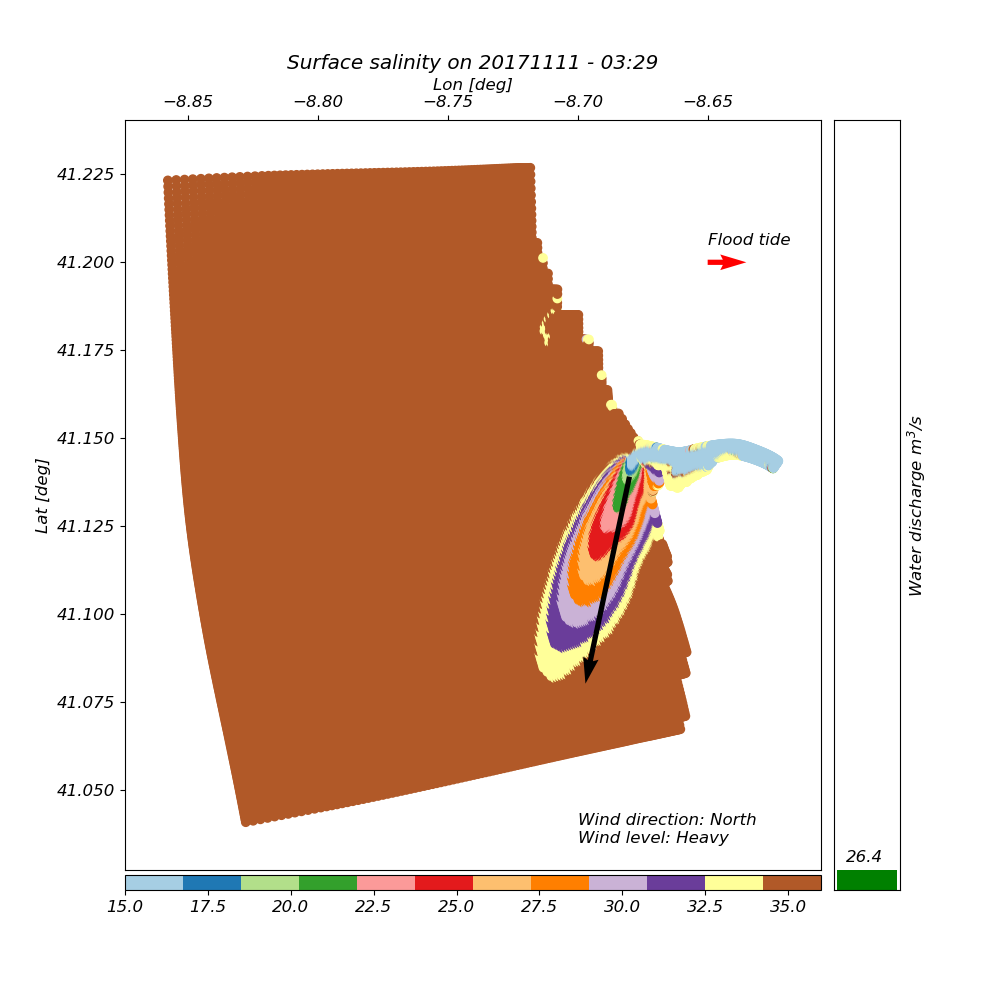 Surface salinity on 20171111 - 03:29
Lon [deg]
−8.85 −8.80 −8.75 −8.70 −8.65
41.225
41.200
41.175
41.150
41.125
41.100
41.075
41.050
Lat [deg]
Flood tide
Wind direction: North
Wind level: Heavy
15.0 17.5 20.0 22.5 25.0 27.5 30.0 32.5 35.0
26.4
Water discharge m³/s